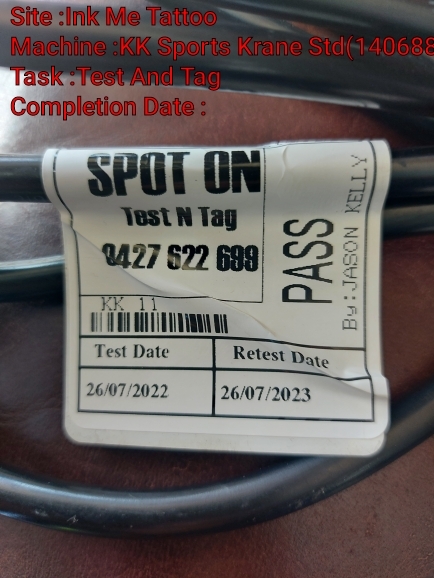 Site :Ink Me Tattoo
Machine :KK Sports Krane Std(140688
Task :Test And Tag
Completion Date :
SPOT ON
Test N Tag
0427 622 699
PASS
By: JASON KELLY
KK 11
Test Date
Retest Date
26/07/2022
26/07/2023